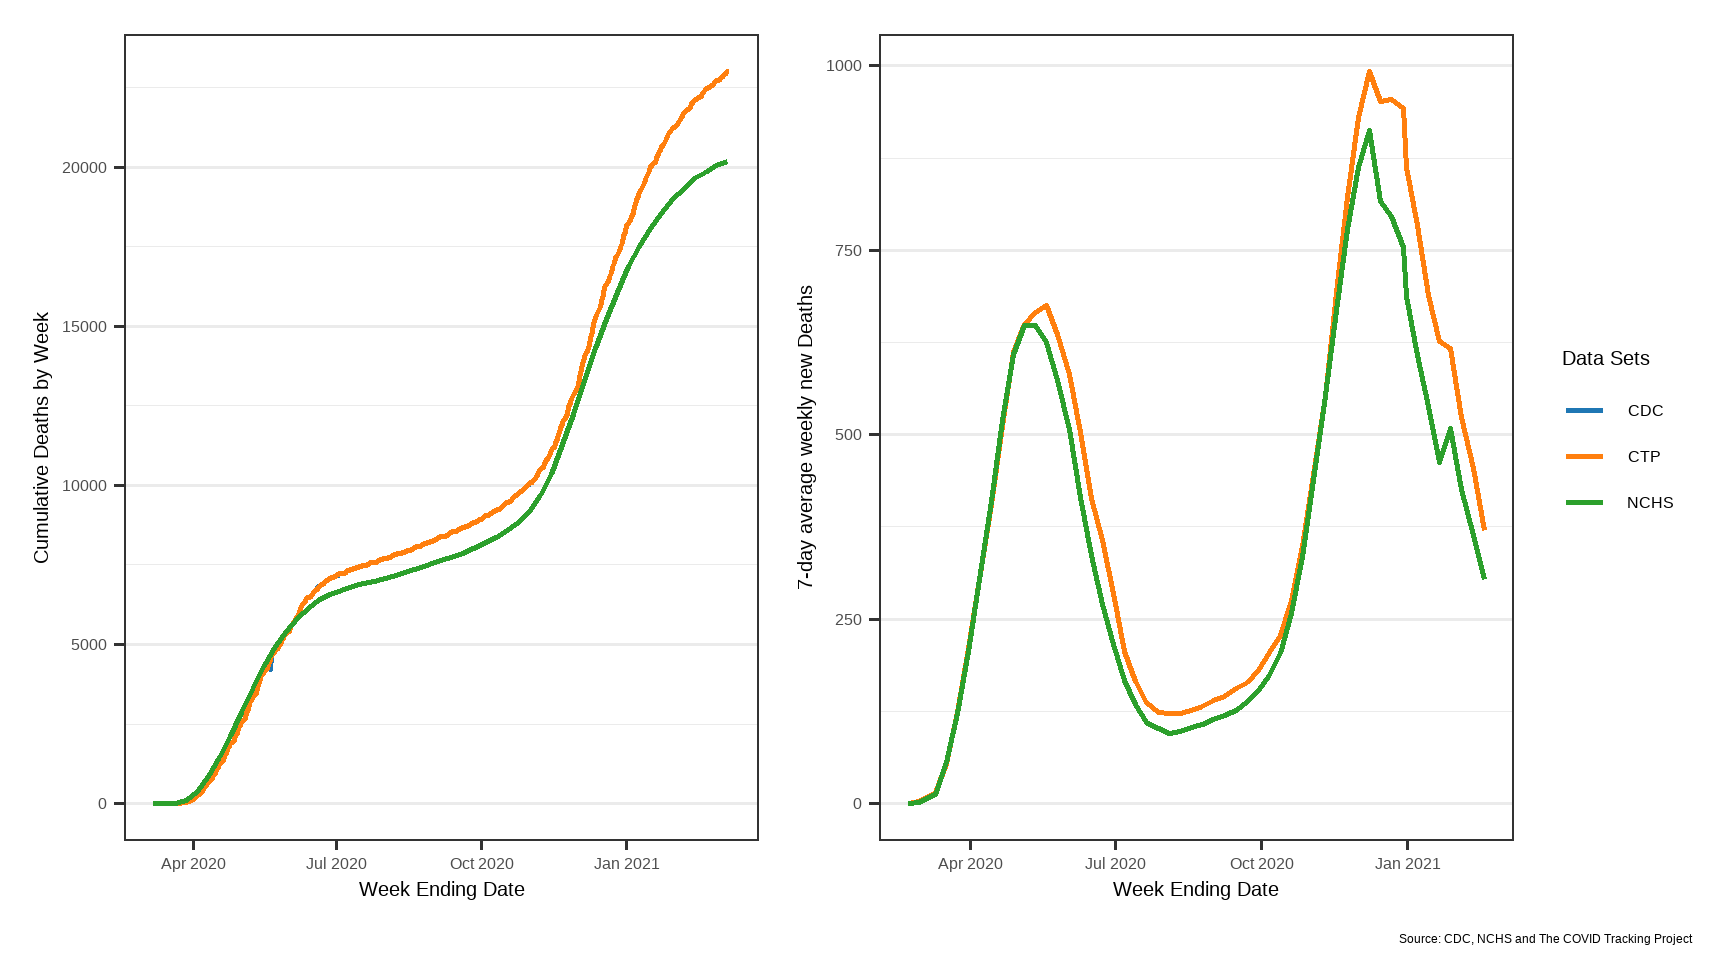 Cumulative Deaths by Week
20000
15000
10000
5000
0
Apr 2020
Jul 2020
Oct 2020
Jan 2021
Week Ending Date
7-day average weekly new Deaths
1000
750
500
250
0
Apr 2020
Jul 2020
Oct 2020
Jan 2021
Week Ending Date
Data Sets
CDC
CTP
NCHS
Source: CDC, NCHS and The COVID Tracking Project